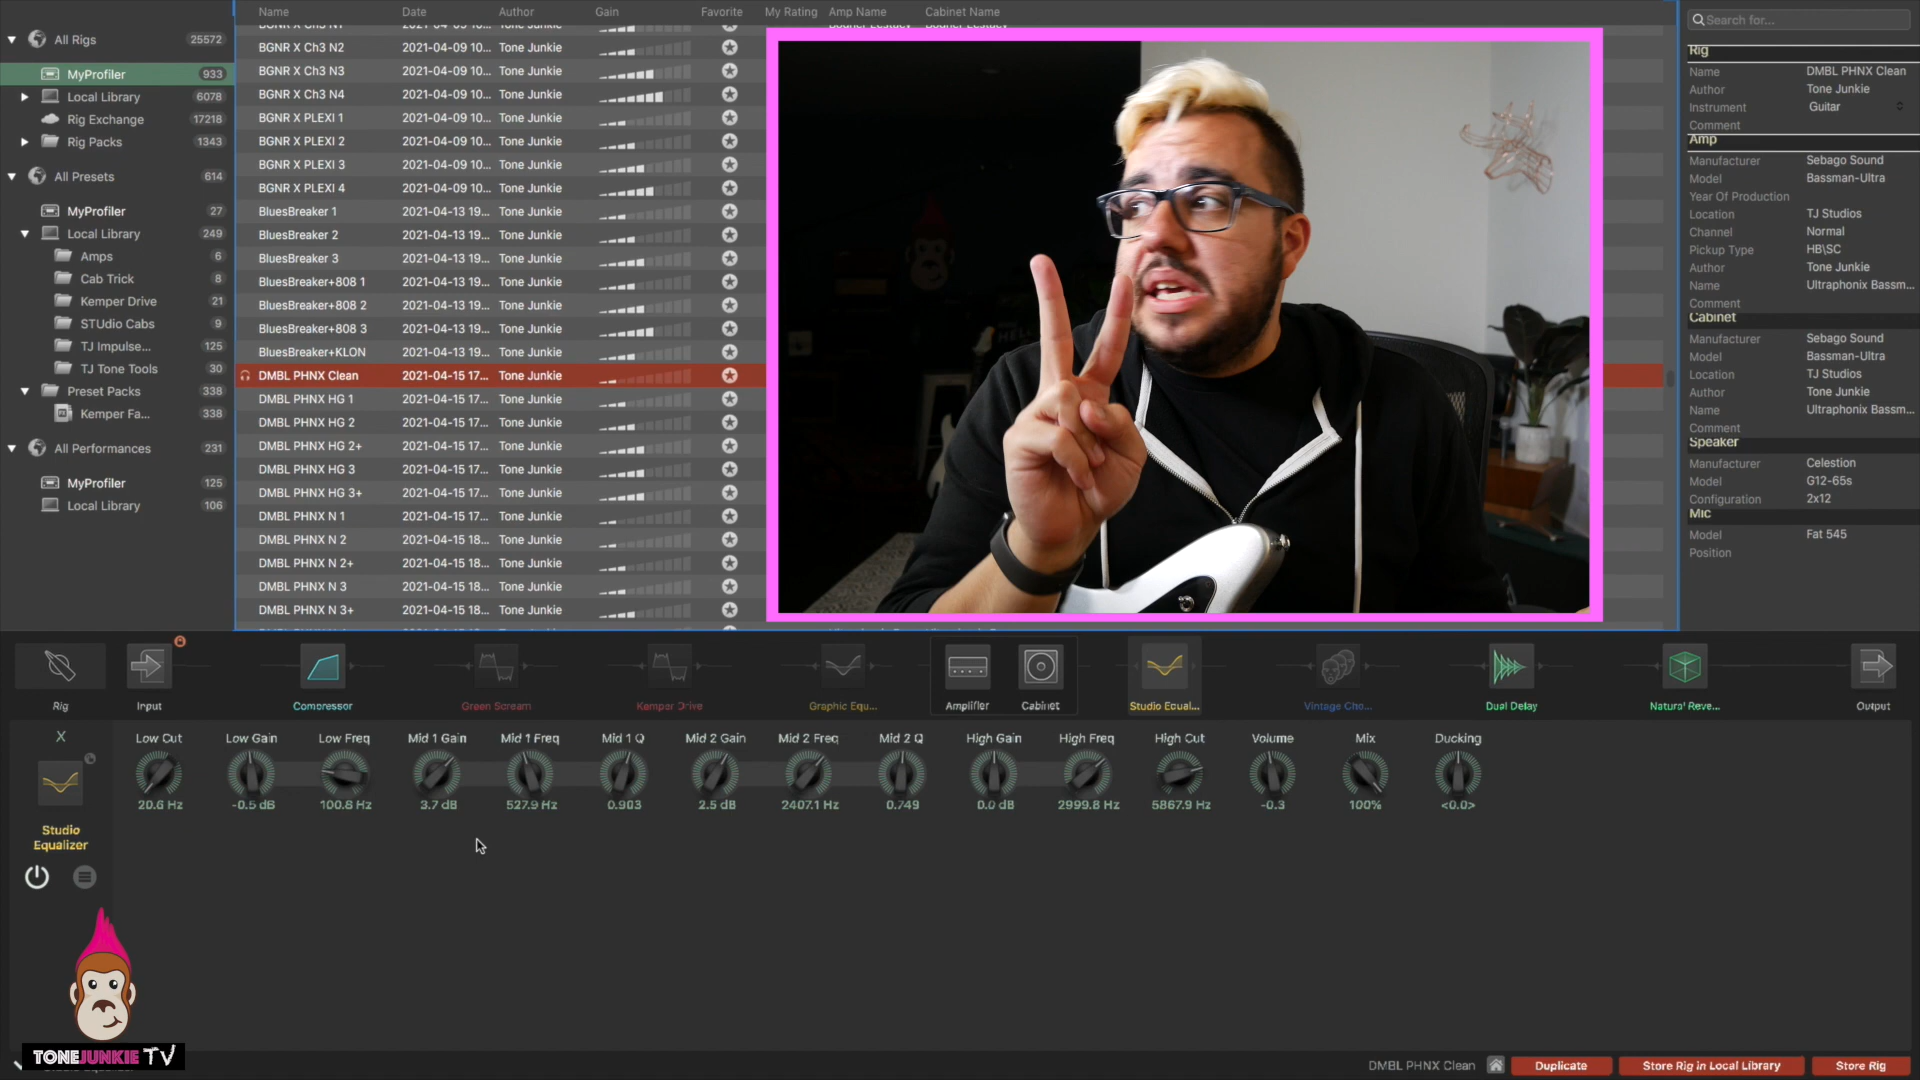 Name Date Author Gain Favorite My Rating Amp Name Cabinet Name
Search for...
All Rigs 25572
MyProfiler 933
Local Library 6078
Rig Exchange 17218
Rig Packs 1343
All Presets 614
MyProfiler 27
Local Library 249
Amps 6
Cab Trick 8
Kemper Drive 21
STUdio Cabs 9
TJ Impulse... 125
TJ Tone Tools 30
Preset Packs 338
Kemper Fa... 338
All Performances 231
MyProfiler 125
Local Library 106
BGNR X Ch3 N2 2021-04-09 10... Tone Junkie
BGNR X Ch3 N3 2021-04-09 10... Tone Junkie
BGNR X Ch3 N4 2021-04-09 10... Tone Junkie
BGNR X PLEXI 1 2021-04-09 10... Tone Junkie
BGNR X PLEXI 2 2021-04-09 10... Tone Junkie
BGNR X PLEXI 3 2021-04-09 10... Tone Junkie
BGNR X PLEXI 4 2021-04-09 10... Tone Junkie
BluesBreaker 1 2021-04-13 19... Tone Junkie
BluesBreaker 2 2021-04-13 19... Tone Junkie
BluesBreaker 3 2021-04-13 19... Tone Junkie
BluesBreaker+808 1 2021-04-13 19... Tone Junkie
BluesBreaker+808 2 2021-04-13 19... Tone Junkie
BluesBreaker+808 3 2021-04-13 19... Tone Junkie
BluesBreaker+KLON 2021-04-13 19... Tone Junkie
DMBL PHNX Clean 2021-04-15 17... Tone Junkie
DMBL PHNX HG 1 2021-04-15 17... Tone Junkie
DMBL PHNX HG 2 2021-04-15 17... Tone Junkie
DMBL PHNX HG 2+ 2021-04-15 17... Tone Junkie
DMBL PHNX HG 3 2021-04-15 17... Tone Junkie
DMBL PHNX HG 3+ 2021-04-15 17... Tone Junkie
DMBL PHNX N 1 2021-04-15 17... Tone Junkie
DMBL PHNX N 2 2021-04-15 18... Tone Junkie
DMBL PHNX N 2+ 2021-04-15 18... Tone Junkie
DMBL PHNX N 3 2021-04-15 18... Tone Junkie
DMBL PHNX N 3+ 2021-04-15 18... Tone Junkie
Rig
Name DMBL PHNX Clean
Author Tone Junkie
Instrument Guitar
Comment
Amp
Manufacturer Sebago Sound
Model Bassman-Ultra
Year Of Production
Location TJ Studios
Channel Normal
Pickup Type HB\SC
Author Tone Junkie
Name Ultraphonix Bassm...
Comment
Cabinet
Manufacturer Sebago Sound
Model Bassman-Ultra
Location TJ Studios
Author Tone Junkie
Name Ultraphonix Bassm...
Comment
Speaker
Manufacturer Celestion
Model G12-65s
Configuration 2x12
Mic
Model Fat 545
Position
Rig Input Compressor Green Scream Kemper Drive Graphic Equ... Amplifier Cabinet Studio Equal... Vintage Cho... Dual Delay Natural Reve... Output
X Low Cut Low Gain Low Freq Mid 1 Gain Mid 1 Freq Mid 1 Q Mid 2 Gain Mid 2 Freq Mid 2 Q High Gain High Freq High Cut Volume Mix Ducking
20.6 Hz -0.5 dB 100.8 Hz 3.7 dB 527.9 Hz 0.903 2.5 dB 2407.1 Hz 0.749 0.0 dB 2999.8 Hz 5867.9 Hz -0.3 100% <0.0>
Studio
Equalizer
TONEJUNKIE TV
DMBL PHNX Clean Duplicate Store Rig in Local Library Store Rig